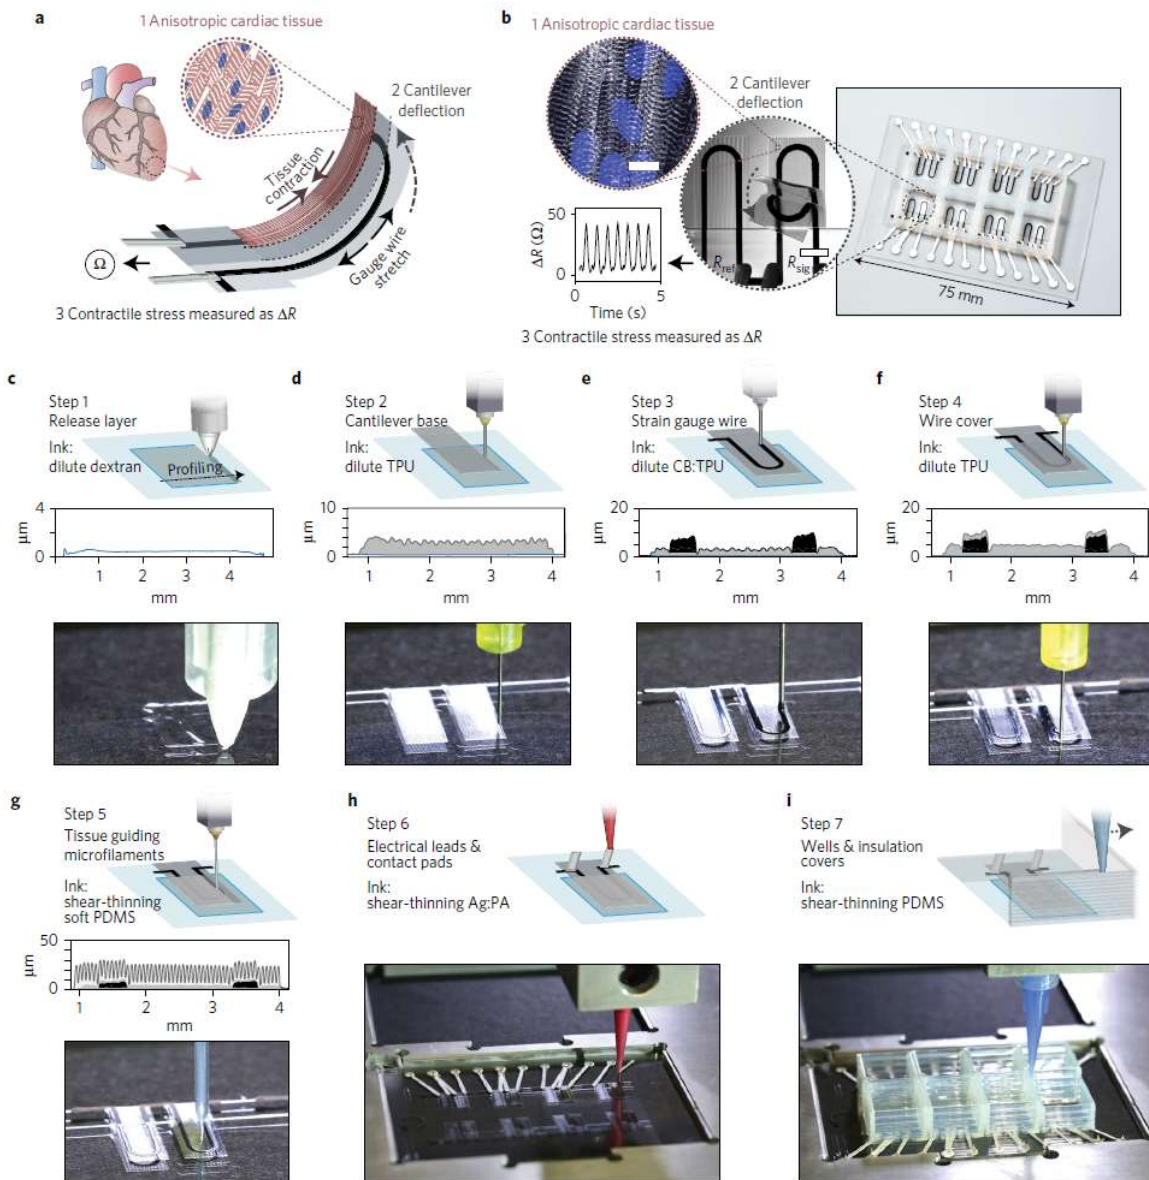 a
1 Anisotropic cardiac tissue
2 Cantilever
deflection
Tissue
contraction
Gauge wire
stretch
Ω
3 Contractile stress measured as ΔR
b
1 Anisotropic cardiac tissue
2 Cantilever
deflection
ΔR (Ω)
50
0
0
5
Time (s)
R ref
R sig
75 mm
3 Contractile stress measured as ΔR
c
Step 1
Release layer
Ink:
dilute dextran
Profiling
µm
4
0
1
2
3
4
mm
d
Step 2
Cantilever base
Ink:
dilute TPU
µm
10
0
1
2
3
4
mm
e
Step 3
Strain gauge wire
Ink:
dilute CB:TPU
µm
20
0
1
2
3
4
mm
f
Step 4
Wire cover
Ink:
dilute TPU
µm
20
0
1
2
3
4
mm
g
Step 5
Tissue guiding
microfilaments
Ink:
shear-thinning
soft PDMS
µm
50
0
1
2
3
4
mm
h
Step 6
Electrical leads &
contact pads
Ink:
shear-thinning Ag:PA
i
Step 7
Wells & insulation
covers
Ink:
shear-thinning PDMS